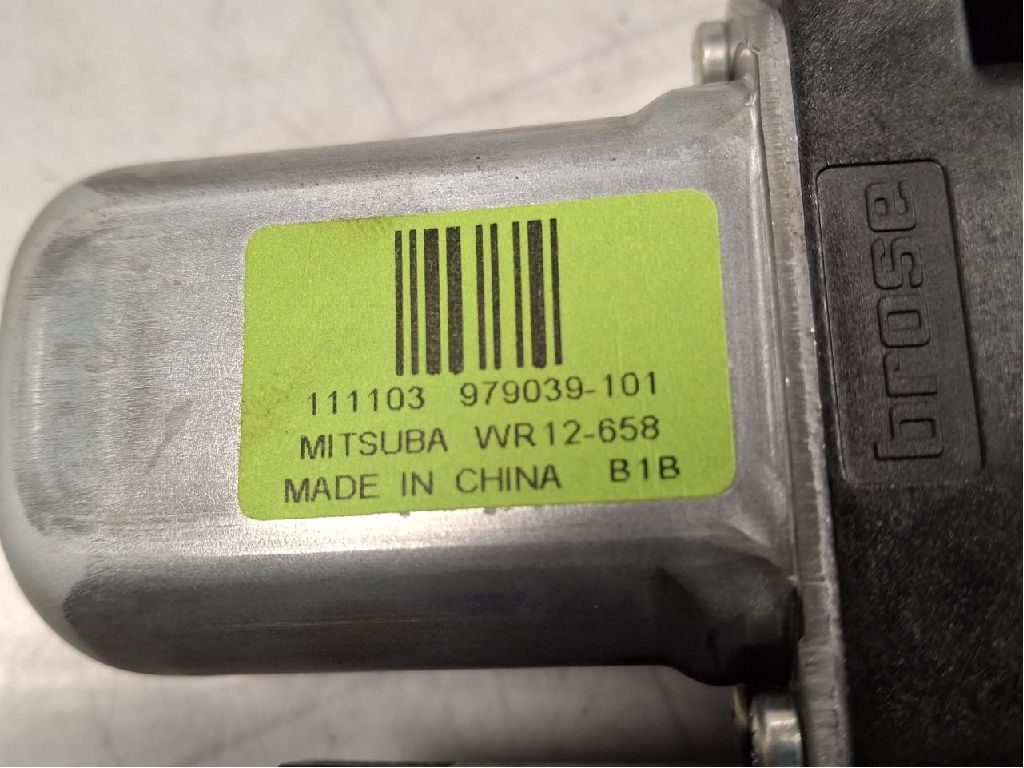 111103 979039-101
MITSUBA WR12-658
MADE IN CHINA B1B
brose